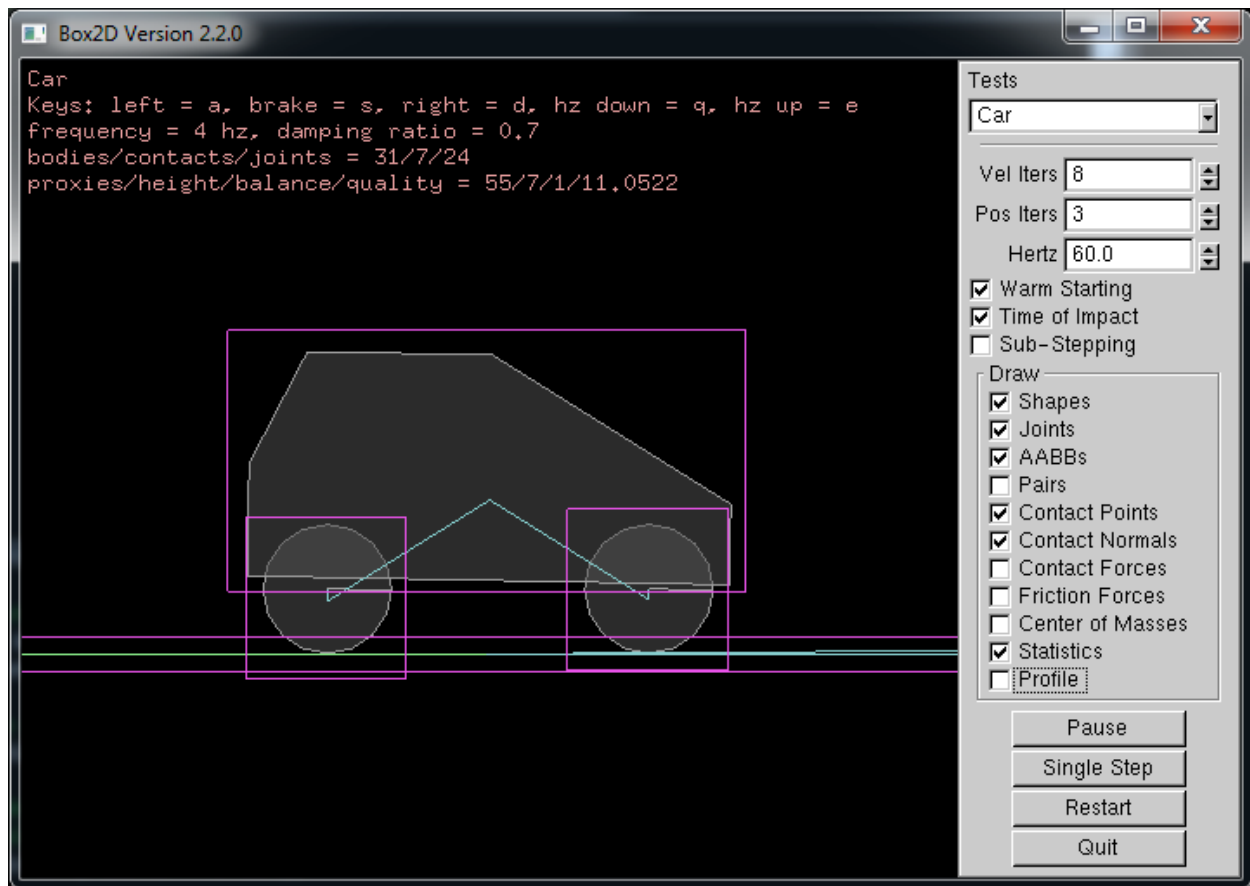 Box2D Version 2.2.0
Car
Keys: left = a, brake = s, right = d, hz down = q, hz up = e
frequency = 4 hz, damping ratio = 0.7
bodies/contacts/joints = 31/7/24
proxies/height/balance/quality = 55/7/1/11.0522
Tests
Car
Vel Iters 8
Pos Iters 3
Hertz 60.0
Warm Starting
Time of Impact
Sub-Stepping
Draw
Shapes
Joints
AABBs
Pairs
Contact Points
Contact Normals
Contact Forces
Friction Forces
Center of Masses
Statistics
Profile
Pause
Single Step
Restart
Quit